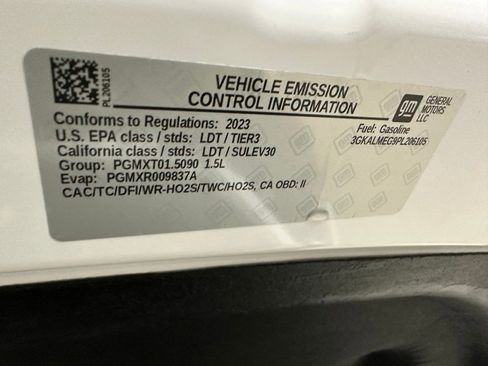 PL206105
VEHICLE EMISSION
CONTROL INFORMATION
gm
GENERAL
MOTORS
LLC
Conforms to Regulations: 2023
U.S. EPA class / stds: LDT / TIER3
California class / stds: LDT / SULEV30
Group: PGMXT01.5090 1.5L
Evap: PGMXR009837A
CAC/TC/DFI/WR-HO2S/TWC/HO2S, CA OBD: II
Fuel: Gasoline
3GKALMEG9PL206105